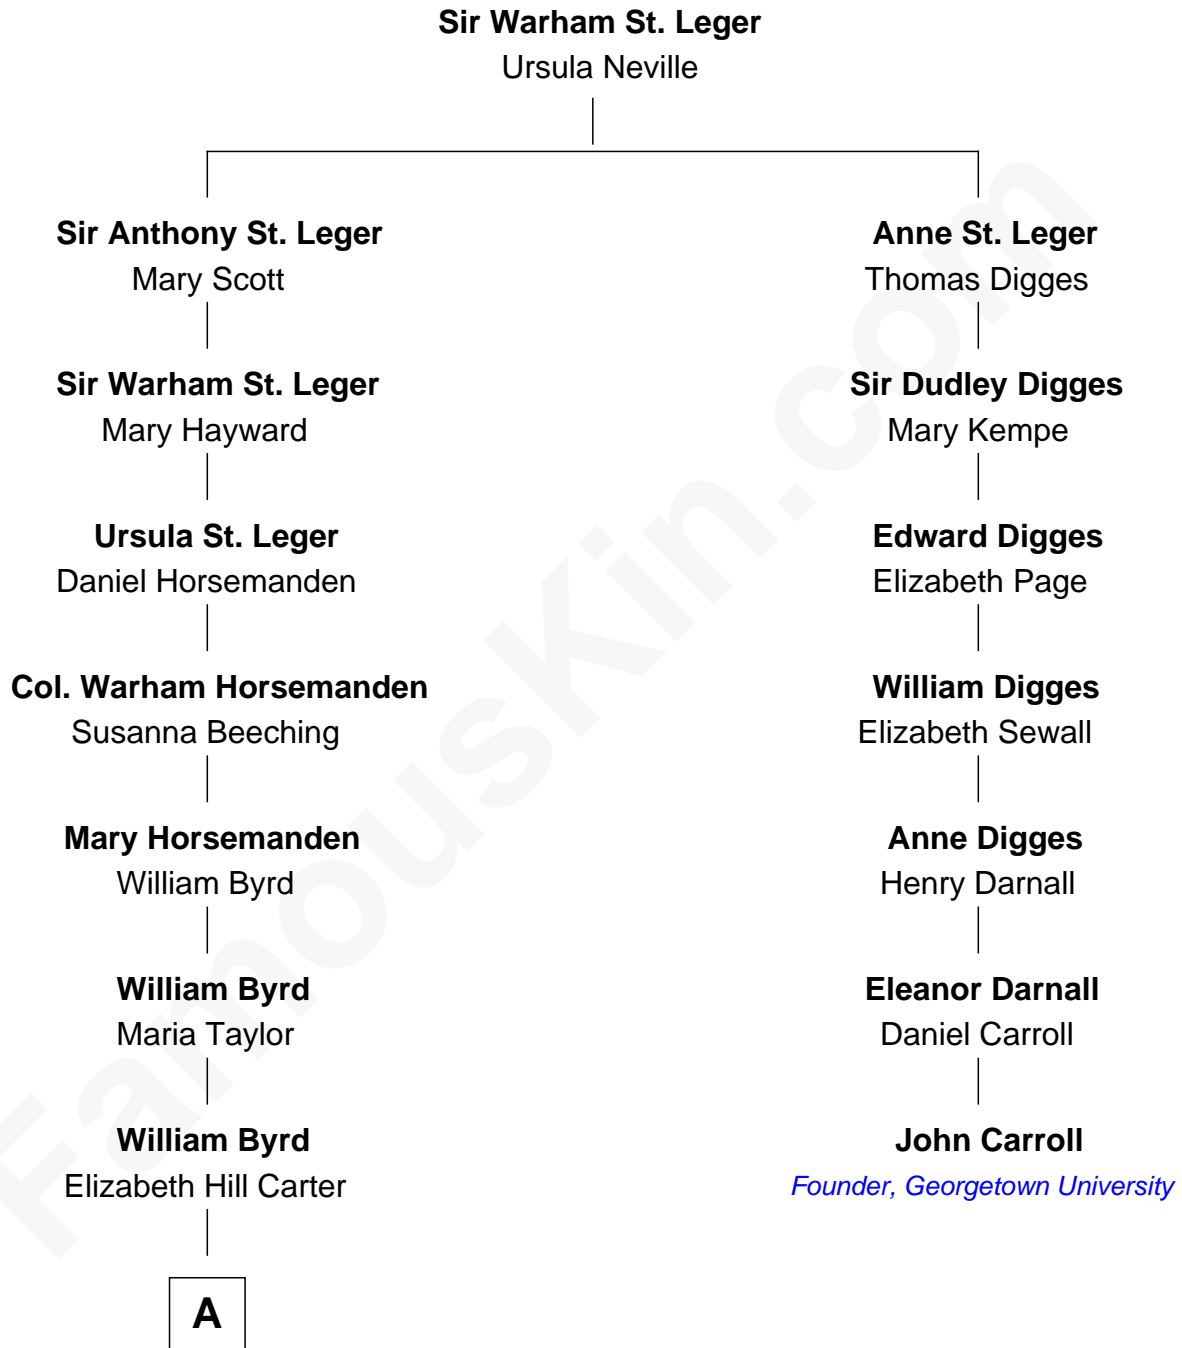 Sir Warham St. Leger
Ursula Neville
Sir Anthony St. Leger
Mary Scott
Anne St. Leger
Thomas Digges
Sir Warham St. Leger
Mary Hayward
Sir Dudley Digges
Mary Kempe
Ursula St. Leger
Daniel Horsemanden
Edward Digges
Elizabeth Page
Col. Warham Horsemanden
Susanna Beeching
William Digges
Elizabeth Sewall
Mary Horsemanden
William Byrd
Anne Digges
Henry Darnall
William Byrd
Maria Taylor
Eleanor Darnall
Daniel Carroll
William Byrd
Elizabeth Hill Carter
John Carroll
Founder, Georgetown University
A
FamousKin.com